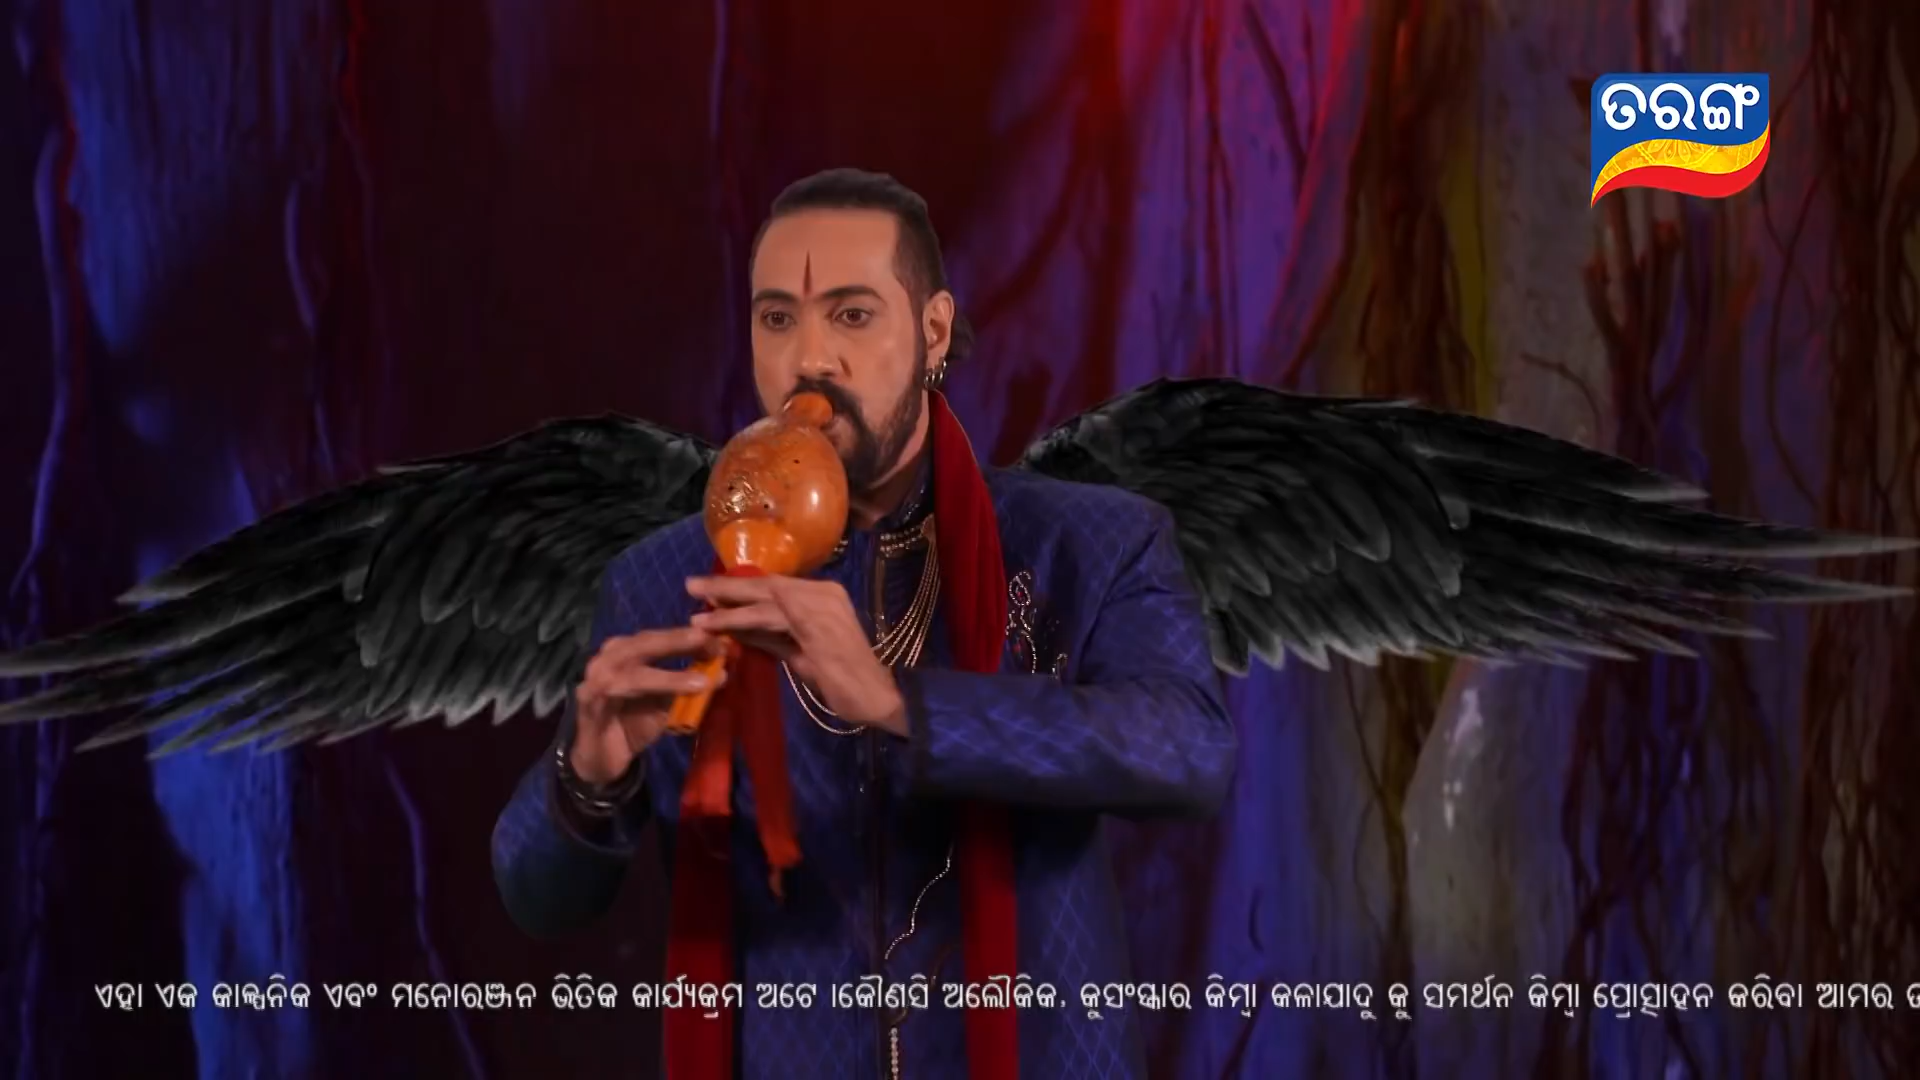 ତରଙ୍ଗ
ଏହା ଏକ କାଳ୍ପନିକ ଏବଂ ମନୋରଞ୍ଜନ ଭିତିକ କାର୍ଯ୍ୟକ୍ରମ ଅଟେ ।କୌଣସି ଅଲୌକିକ, କୁସଂସ୍କାର କିମ୍ବା କଳାଯାଦୁ କୁ ସମର୍ଥନ କିମ୍ବା ପ୍ରୋତ୍ସାହନ କରିବା ଆମର